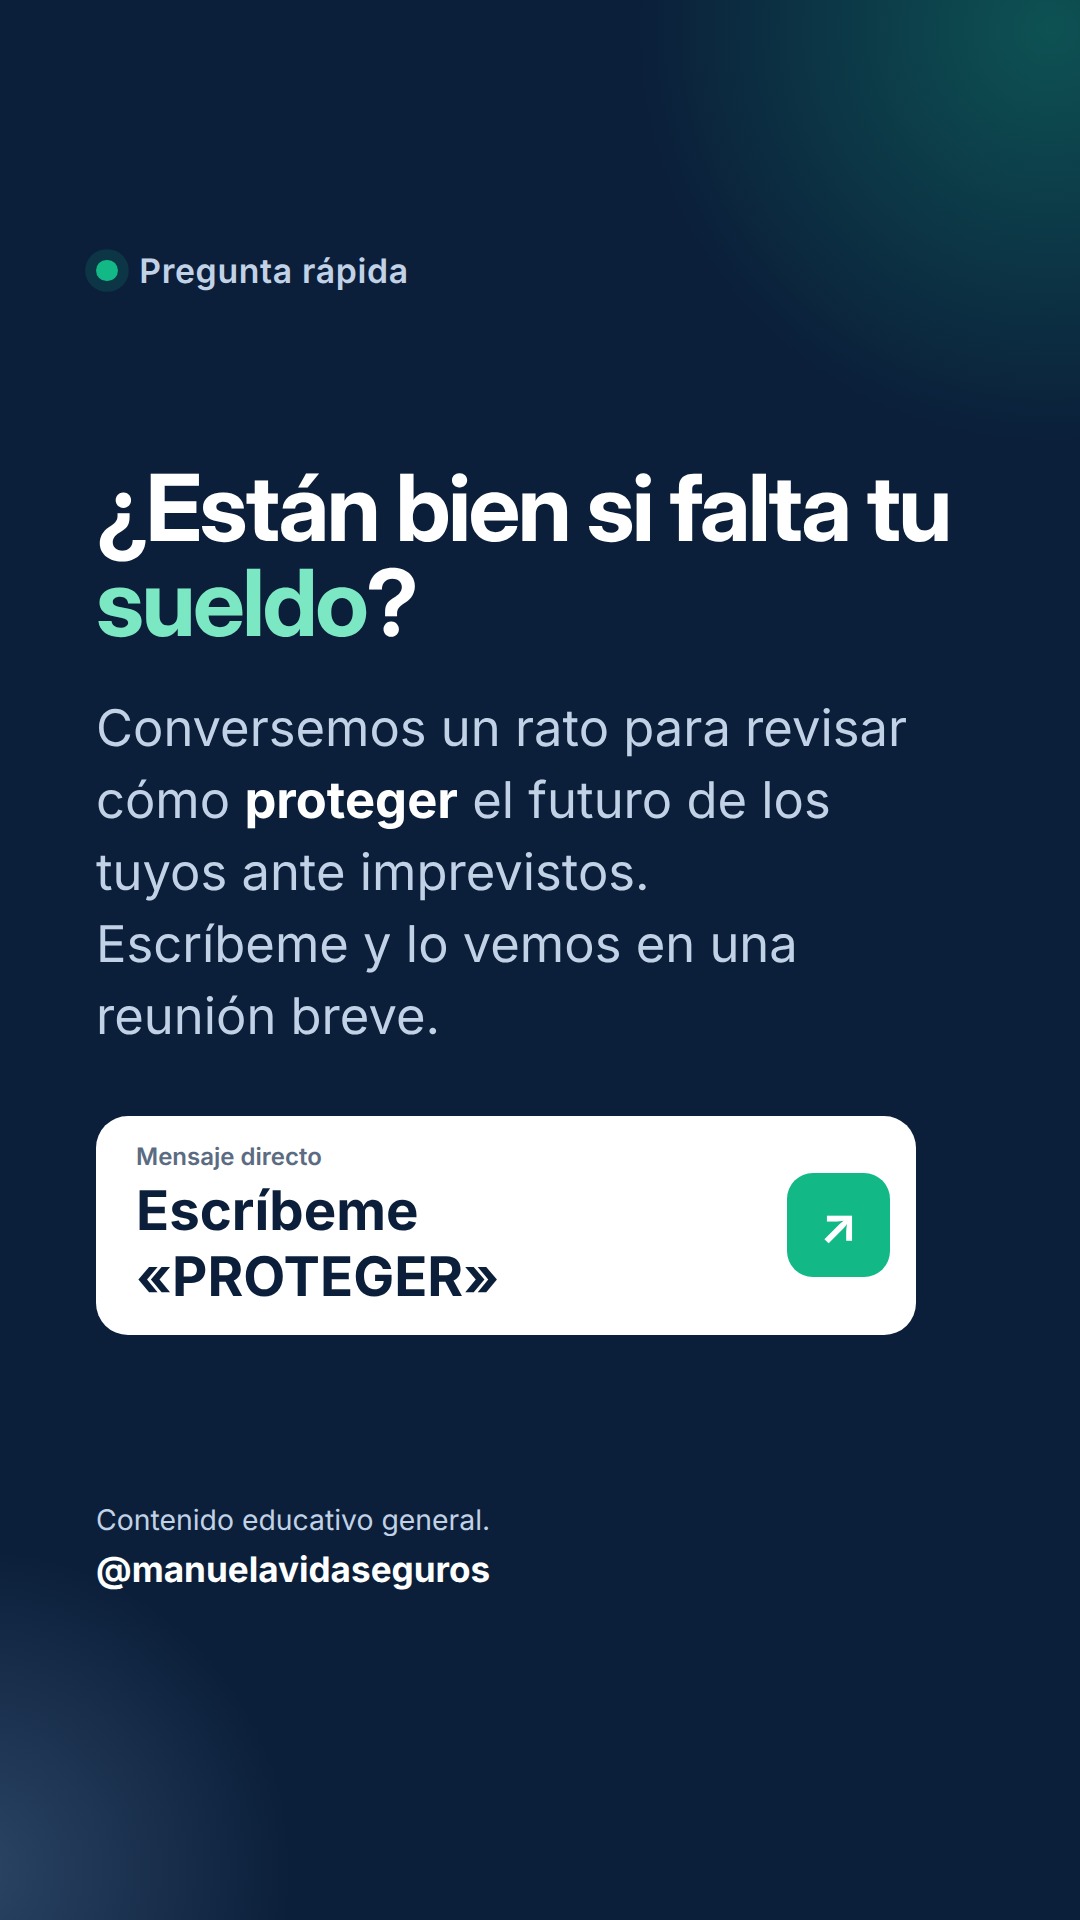 Pregunta rápida
¿Están bien si falta tu
sueldo?
Conversemos un rato para revisar
cómo proteger el futuro de los
tuyos ante imprevistos.
Escríbeme y lo vemos en una
reunión breve.
Mensaje directo
Escríbeme
«PROTEGER»
Contenido educativo general.
@manuelavidaseguros